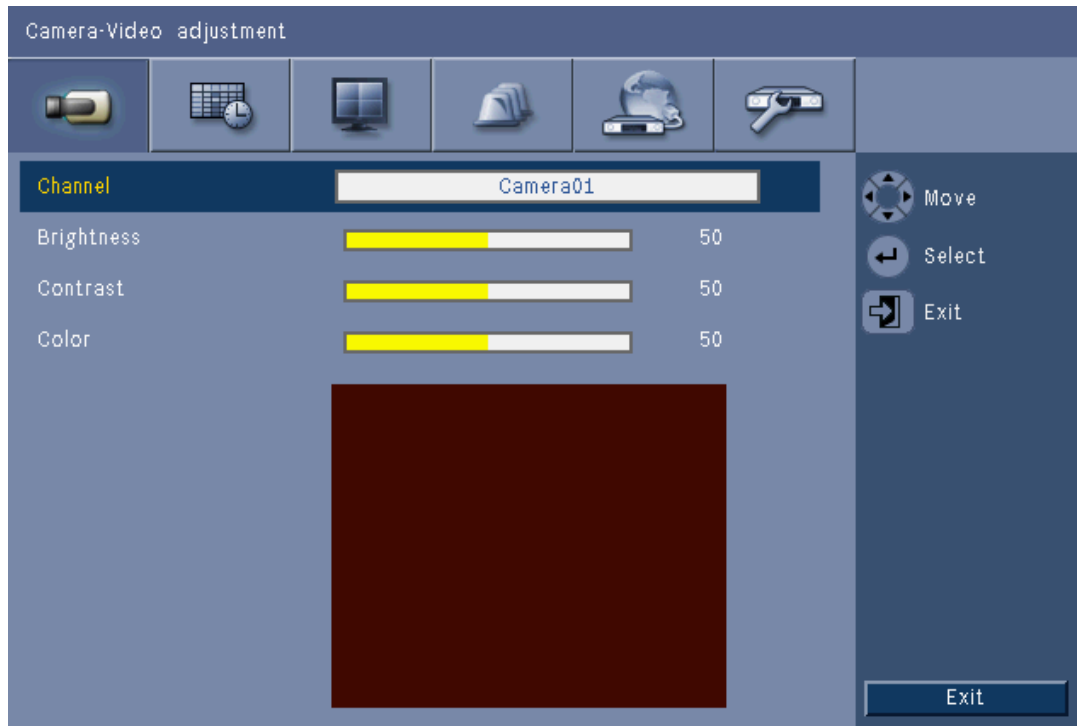 Camera-Video adjustment
Channel Camera01
Brightness 50
Contrast 50
Color 50
Move
Select
Exit
Exit